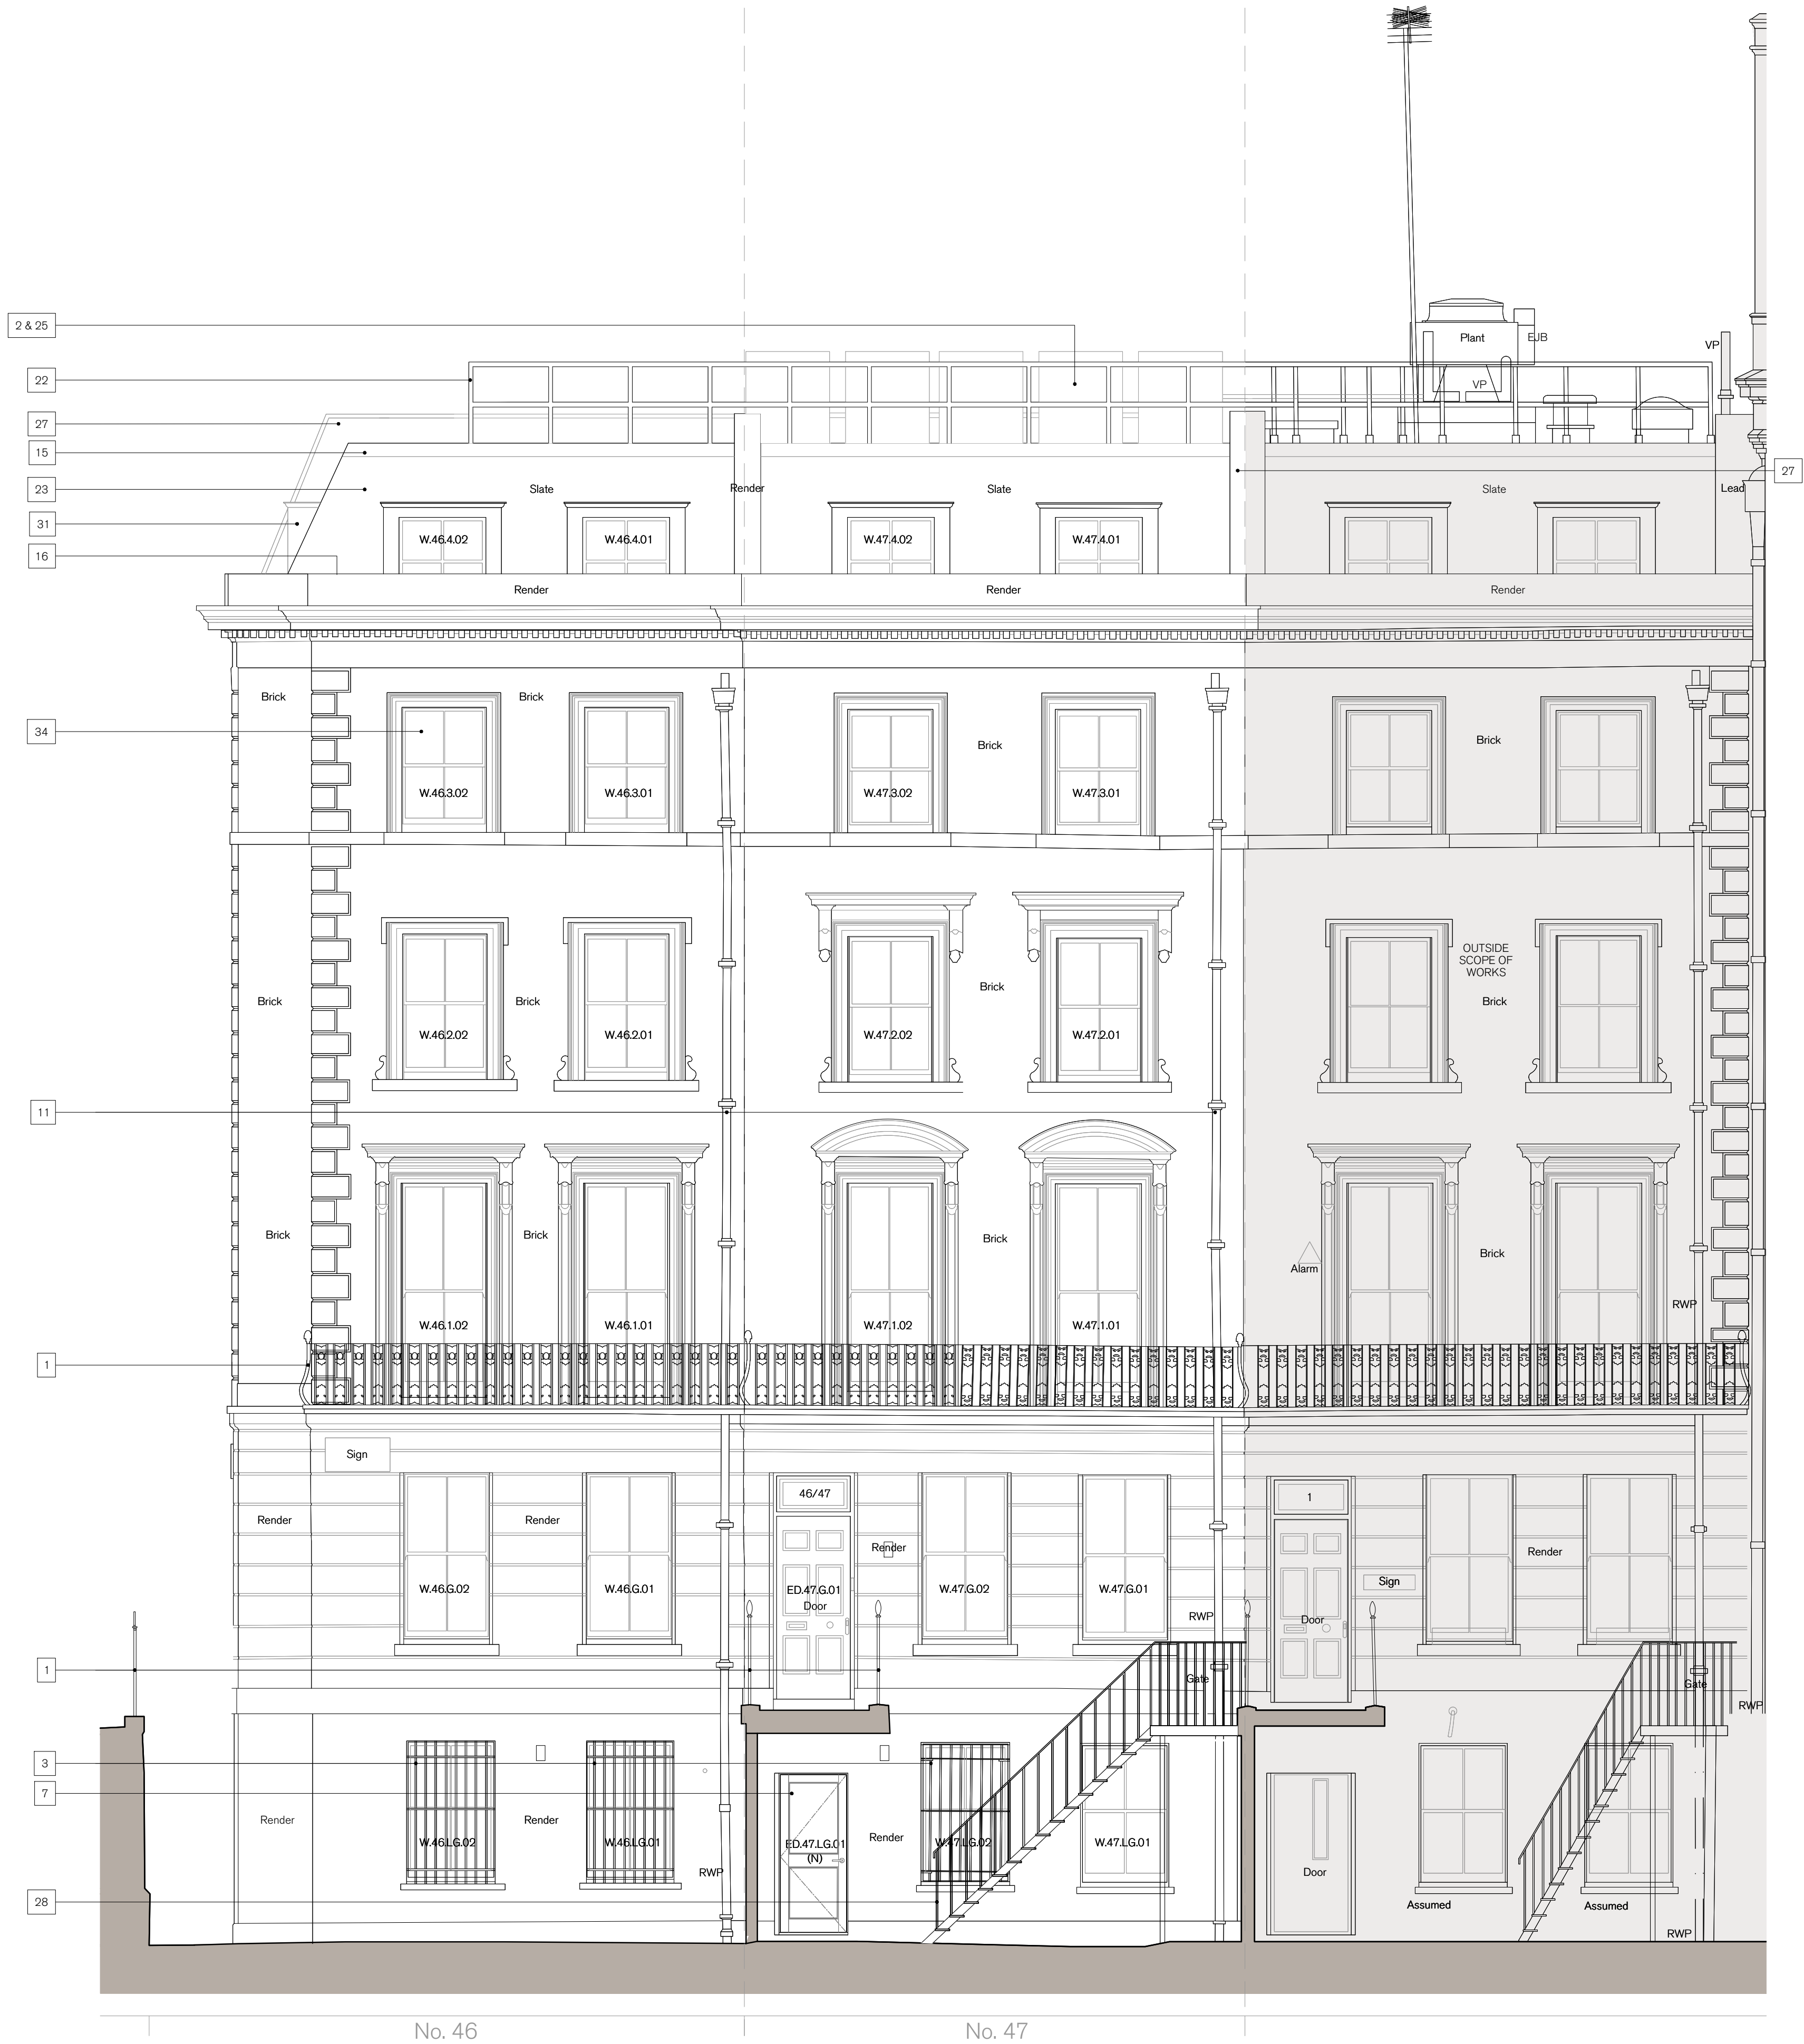 2 & 25
Plant
EJB
VP
22
VP
27
15
27
23
Slate
Render
Slate
Slate
Lead
31
W.46.4.02
W.46.4.01
W.47.4.02
W.47.4.01
16
Render
Render
Render
Brick
Brick
34
Brick
Brick
W.46.3.02
W.46.3.01
W.47.3.02
W.47.3.01
OUTSIDE
SCOPE OF
WORKS
Brick
Brick
Brick
Brick
W.46.2.02
W.46.2.01
W.47.2.02
W.47.2.01
11
Brick
Brick
Brick
Brick
Alarm
RWP
W.46.1.02
W.46.1.01
W.47.1.02
W.47.1.01
1
Sign
46/47
1
Render
Render
Render
Render
W.46.G.02
W.46.G.01
ED.47.G.01
Door
W.47.G.02
W.47.G.01
Sign
RWP
Door
1
Gate
Gate
RWP
3
7
Render
Render
W.46.LG.02
W.46.LG.01
ED.47.LG.01
(N)
Render
W.47.LG.02
W.47.LG.01
RWP
Door
28
Assumed
Assumed
RWP
No. 46
No. 47